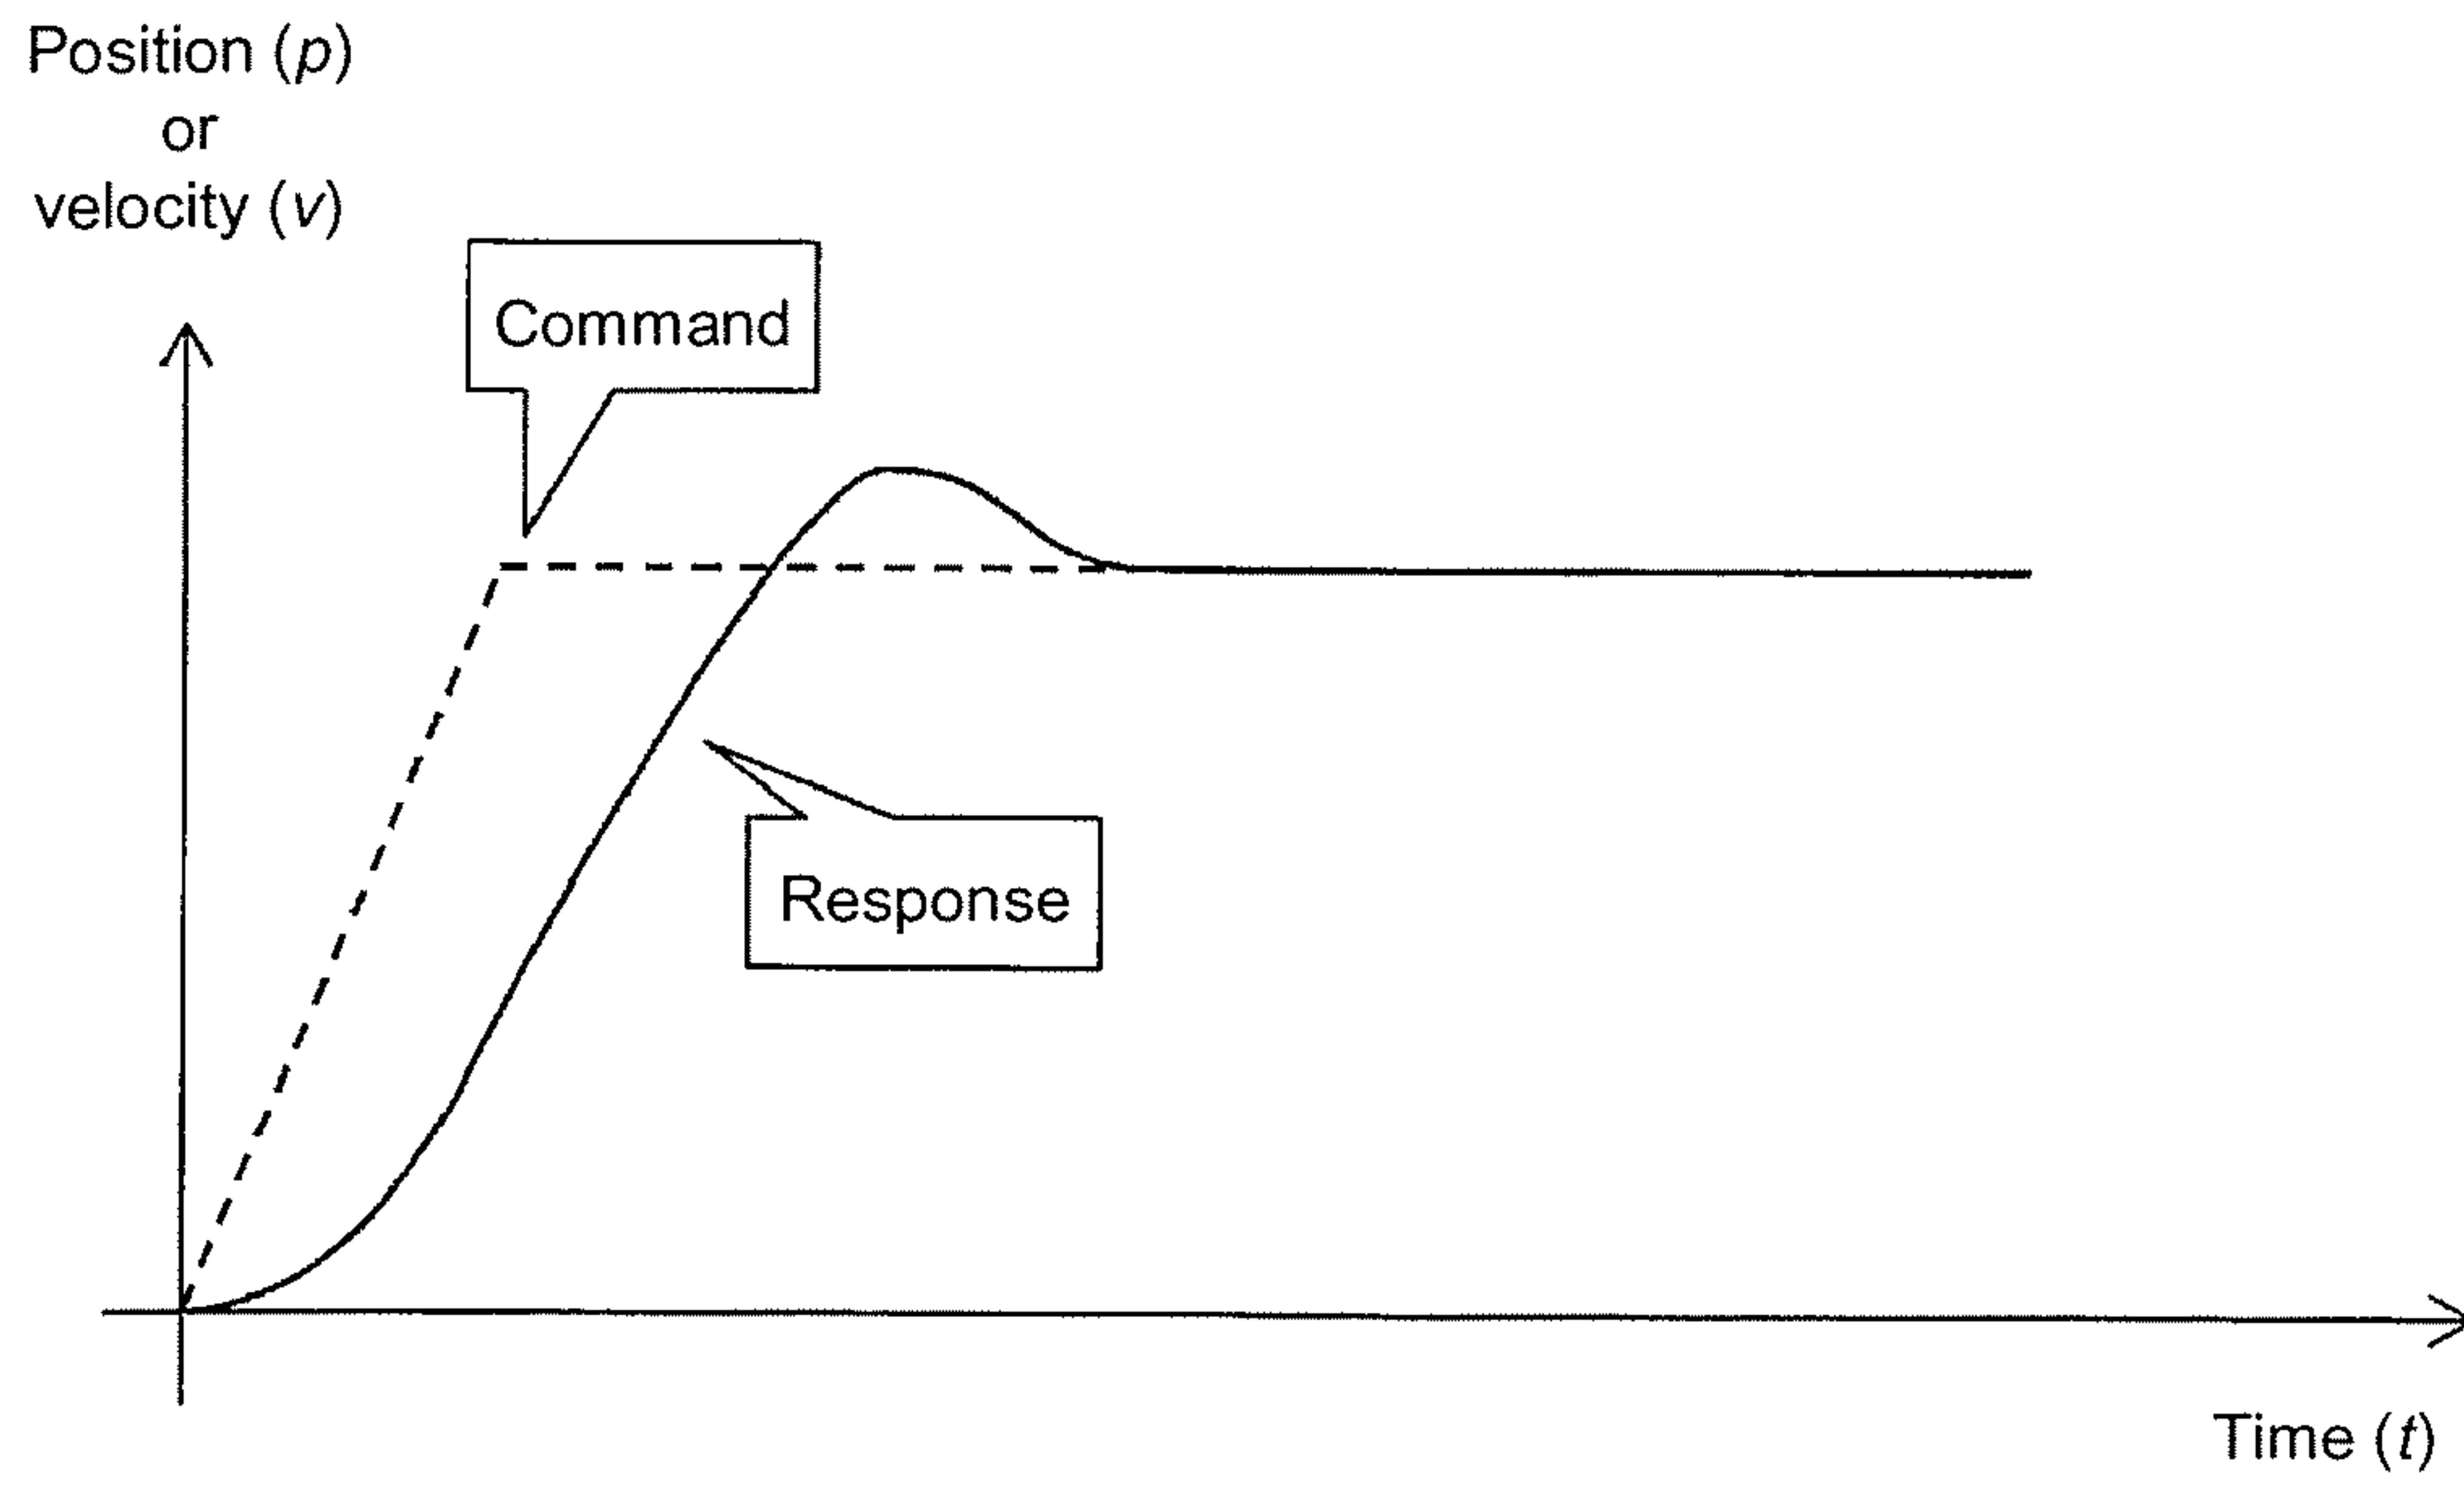 Position (p)
or
velocity (v)
Command
Response
Time (t)